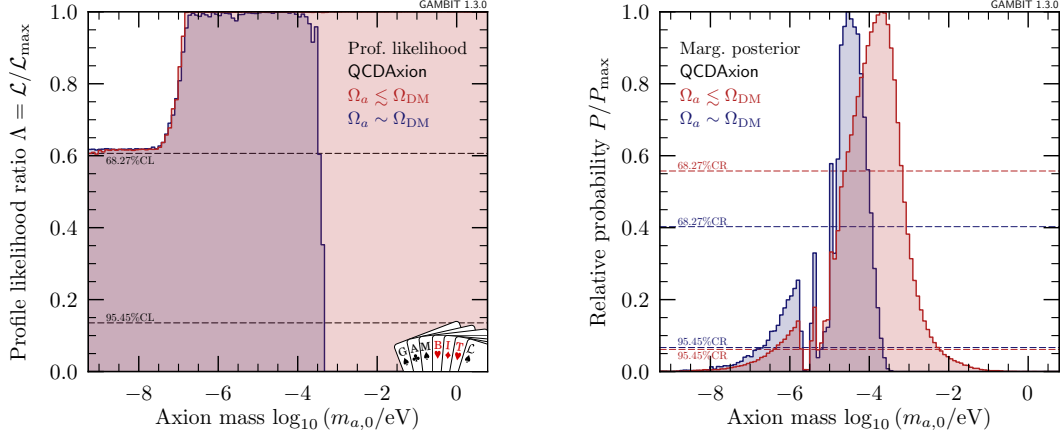 GAMBIT 1.3.0
Profile likelihood ratio Λ = ℒ/ℒmax
1.0
0.8
0.6
0.4
0.2
0.0
Prof. likelihood
QCDAxion
Ωa ≲ ΩDM
Ωa ∼ ΩDM
68.27%CL
95.45%CL
G A M B I T
−8
−6
−4
−2
0
Axion mass log10 (ma,0/eV)
GAMBIT 1.3.0
Relative probability P/Pmax
1.0
0.8
0.6
0.4
0.2
0.0
Marg. posterior
QCDAxion
Ωa ≲ ΩDM
Ωa ∼ ΩDM
68.27%CR
68.27%CR
95.45%CR
95.45%CR
−8
−6
−4
−2
0
Axion mass log10 (ma,0/eV)